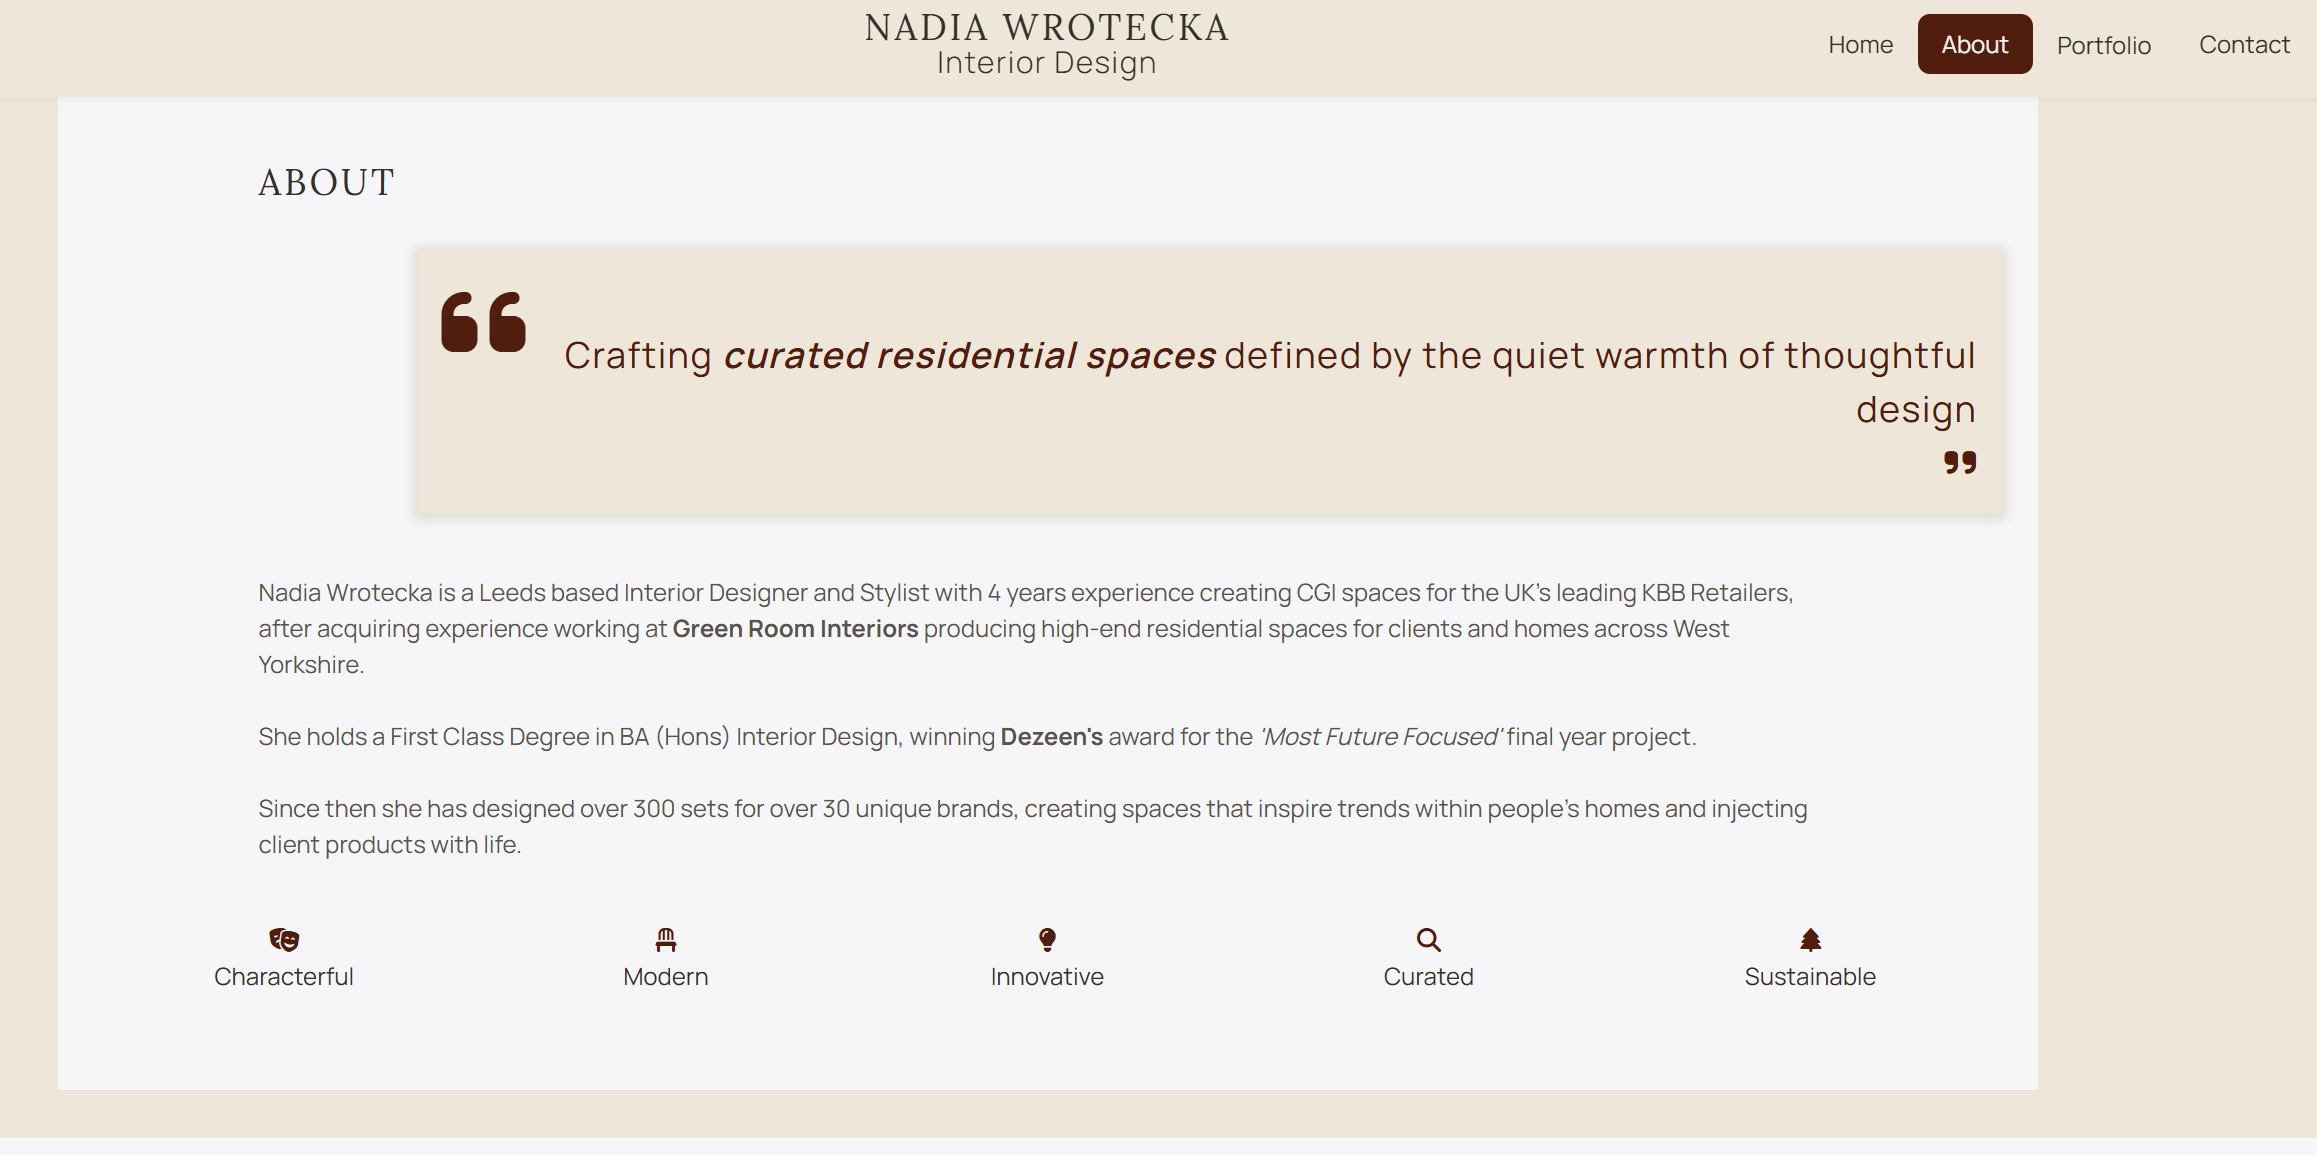 NADIA WROTECKA
Interior Design
Home
About
Portfolio
Contact
ABOUT
Crafting curated residential spaces defined by the quiet warmth of thoughtful
design
Nadia Wrotecka is a Leeds based Interior Designer and Stylist with 4 years experience creating CGI spaces for the UK’s leading KBB Retailers,
after acquiring experience working at Green Room Interiors producing high-end residential spaces for clients and homes across West
Yorkshire.
She holds a First Class Degree in BA (Hons) Interior Design, winning Dezeen's award for the 'Most Future Focused' final year project.
Since then she has designed over 300 sets for over 30 unique brands, creating spaces that inspire trends within people’s homes and injecting
client products with life.
Characterful
Modern
Innovative
Curated
Sustainable